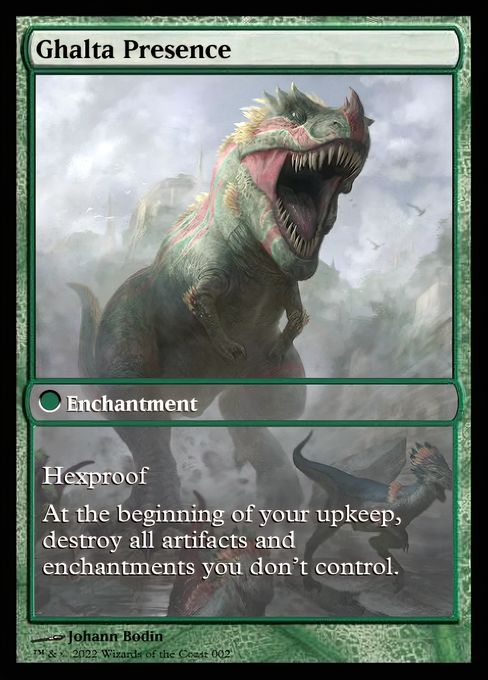 Ghalta Presence
Enchantment
Hexproof
At the beginning of your upkeep,
destroy all artifacts and
enchantments you don't control.
Johann Bodin
™ & © 2022 Wizards of the Coast 002